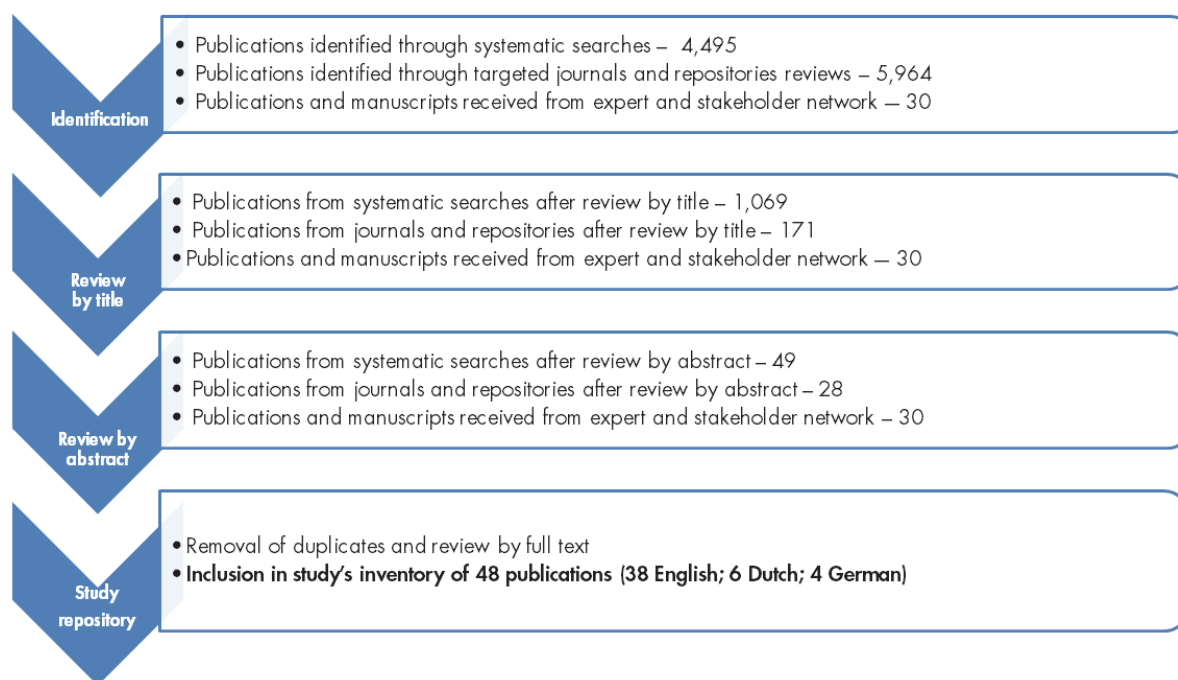 • Publications identified through systematic searches – 4,495
• Publications identified through targeted journals and repositories reviews – 5,964
• Publications and manuscripts received from expert and stakeholder network — 30
Identification
• Publications from systematic searches after review by title – 1,069
• Publications from journals and repositories after review by title – 171
• Publications and manuscripts received from expert and stakeholder network — 30
Review
by title
• Publications from systematic searches after review by abstract – 49
• Publications from journals and repositories after review by abstract – 28
• Publications and manuscripts received from expert and stakeholder network – 30
Review by
abstract
• Removal of duplicates and review by full text
• Inclusion in study's inventory of 48 publications (38 English; 6 Dutch; 4 German)
Study
repository